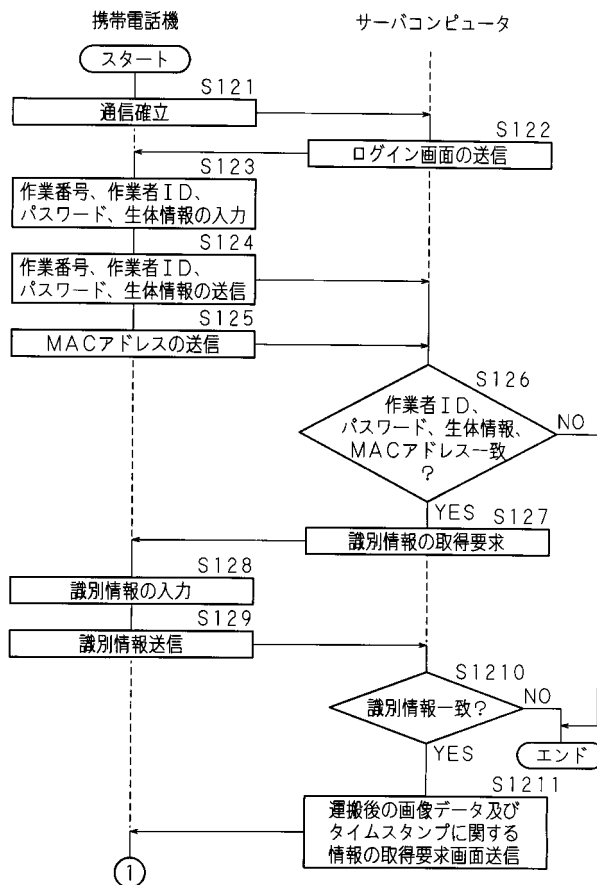 携帯電話機
サーバコンピュータ
スタート
S121
通信確立
S122
ログイン画面の送信
S123
作業番号、作業者ID、
パスワード、生体情報の入力
S124
作業番号、作業者ID、
パスワード、生体情報の送信
S125
MACアドレスの送信
S126
作業者ID、
パスワード、生体情報、
MACアドレス一致
?
NO
YES
S127
識別情報の取得要求
S128
識別情報の入力
S129
識別情報送信
S1210
識別情報一致?
NO
エンド
YES
S1211
運搬後の画像データ及び
タイムスタンプに関する
情報の取得要求画面送信
1